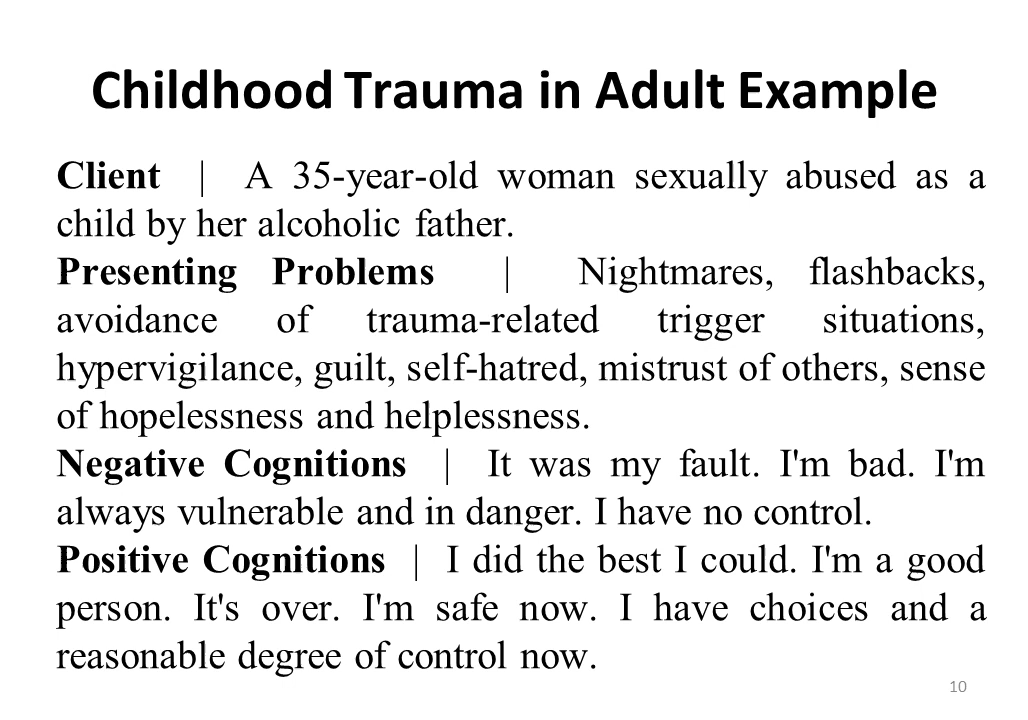 Childhood Trauma in Adult Example
Client | A 35-year-old woman sexually abused as a
child by her alcoholic father.
Presenting Problems | Nightmares, flashbacks,
avoidance of trauma-related trigger situations,
hypervigilance, guilt, self-hatred, mistrust of others, sense
of hopelessness and helplessness.
Negative Cognitions | It was my fault. I'm bad. I'm
always vulnerable and in danger. I have no control.
Positive Cognitions | I did the best I could. I'm a good
person. It's over. I'm safe now. I have choices and a
reasonable degree of control now.
10